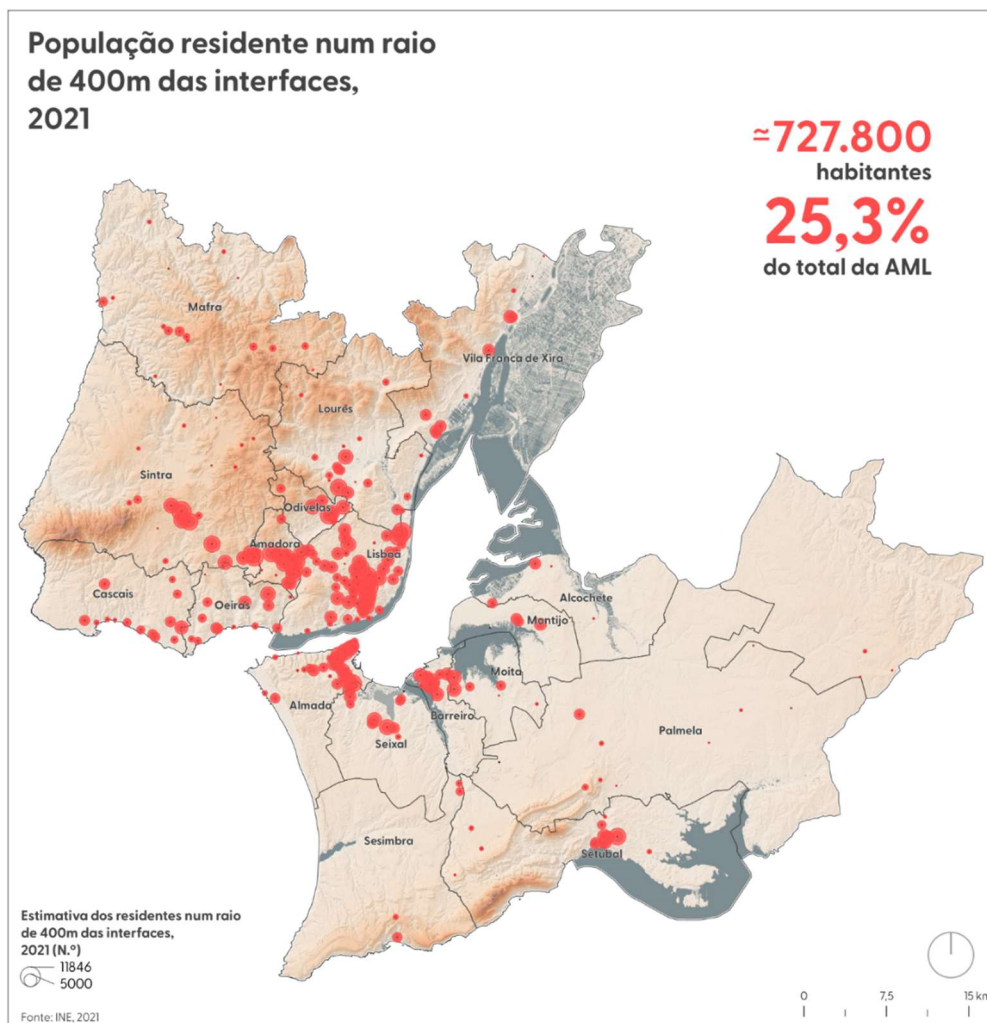 População residente num raio
de 400m das interfaces,
2021
≃727.800
habitantes
25,3%
do total da AML
Mafra
Vila Franca de Xira
Loures
Sintra
Odivelas
Amadora
Lisboa
Cascais
Oeiras
Alcochete
Montijo
Moita
Almada
Barreiro
Seixal
Palmela
Sesimbra
Setúbal
Estimativa dos residentes num raio
de 400m das interfaces,
2021 (N.º)
11846
5000
Fonte: INE, 2021
0 7,5 15 km